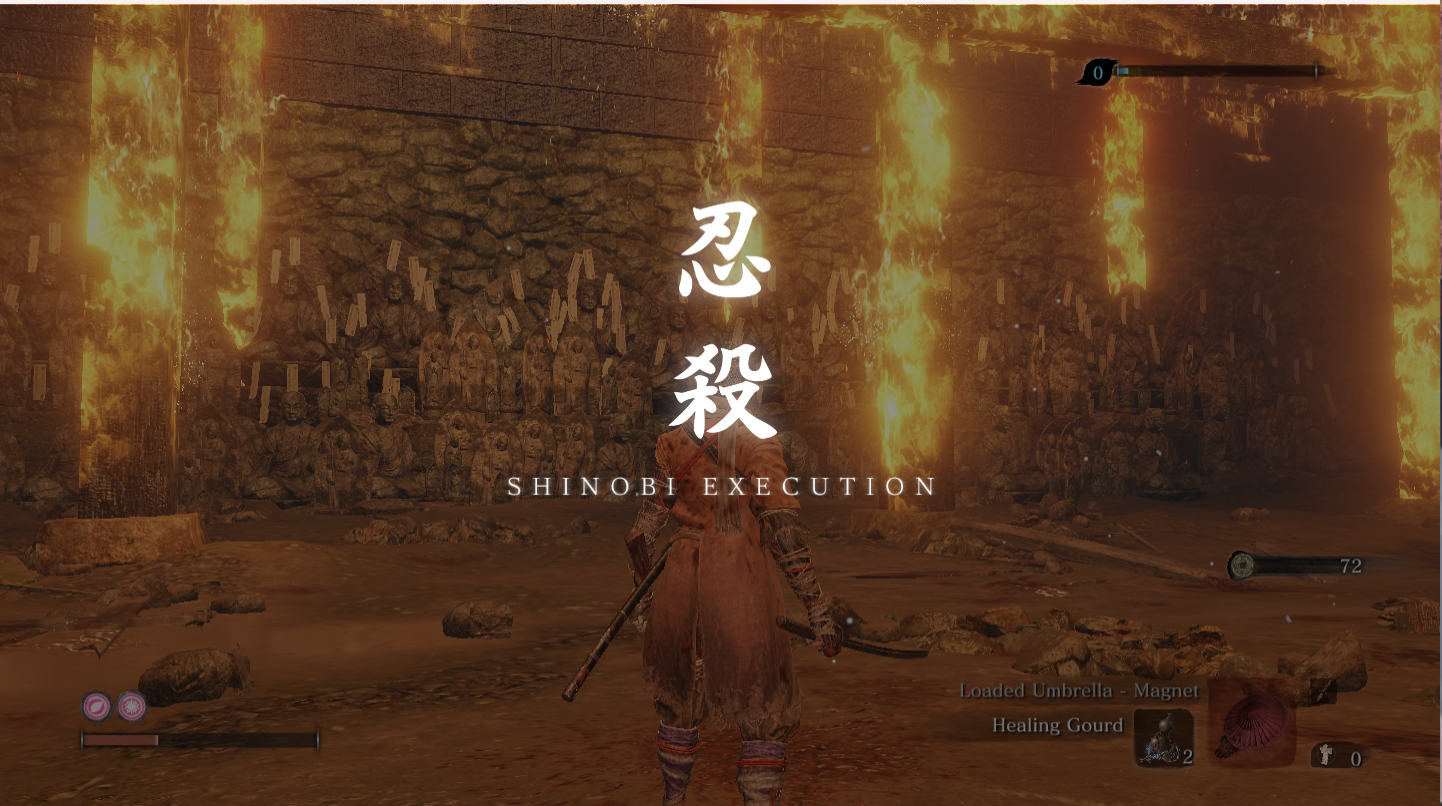 0
忍
殺
SHINOBI EXECUTION
72
Loaded Umbrella - Magnet
Healing Gourd
2
0